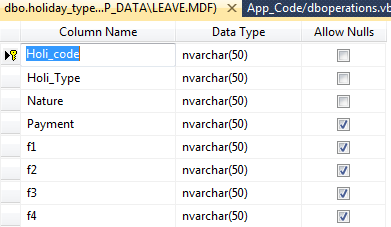 dbo.holiday_type...P_DATA\LEAVE.MDF) App_Code/dboperations.vb
Column Name Data Type Allow Nulls
Holi_code nvarchar(50)
Holi_Type nvarchar(50)
Nature nvarchar(50)
Payment nvarchar(50)
f1 nvarchar(50)
f2 nvarchar(50)
f3 nvarchar(50)
f4 nvarchar(50)